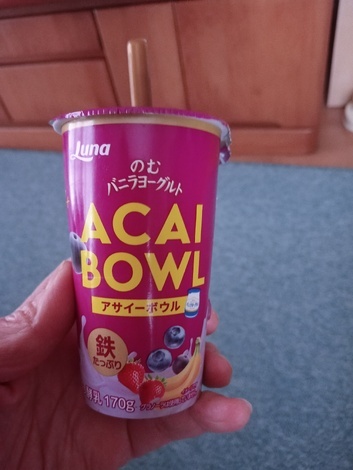 Luna
のむ
バニラヨーグルト
ACAI
BOWL
アサイーボウル
鉄
たっぷり
170g